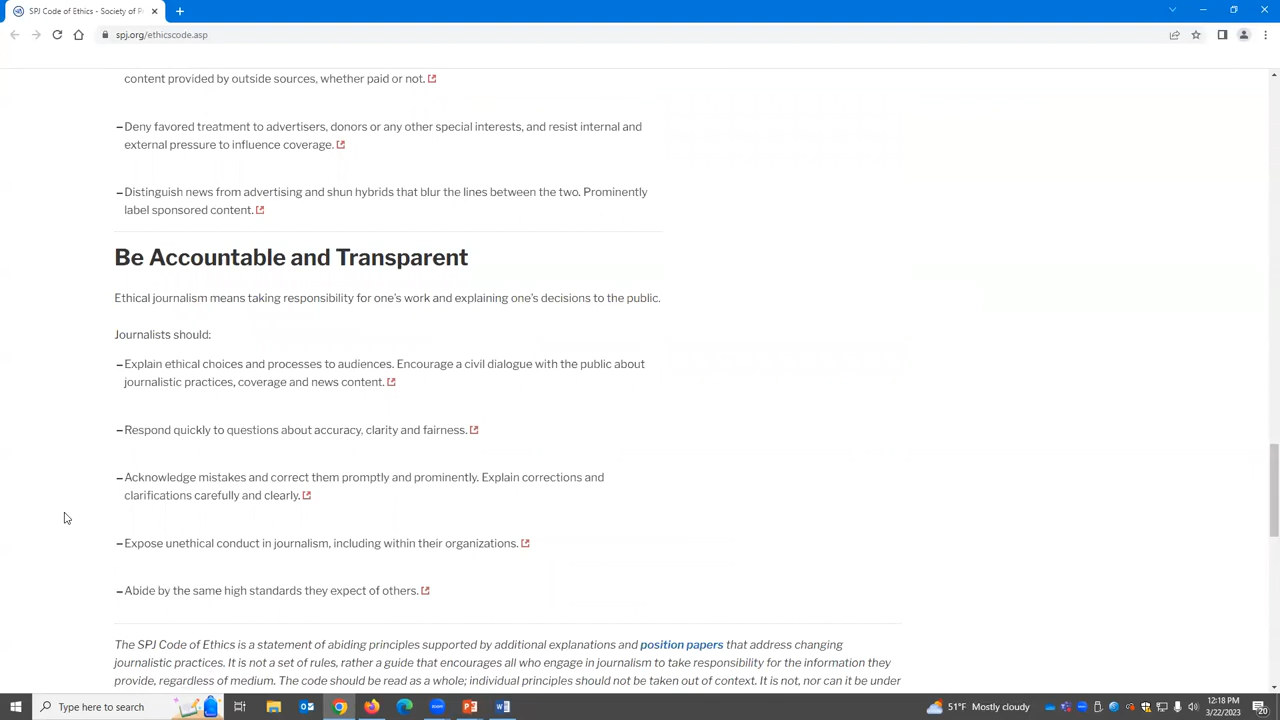 SPJ Code of Ethics - Society of P
spj.org/ethicscode.asp
content provided by outside sources, whether paid or not.
– Deny favored treatment to advertisers, donors or any other special interests, and resist internal and
external pressure to influence coverage.
– Distinguish news from advertising and shun hybrids that blur the lines between the two. Prominently
label sponsored content.
Be Accountable and Transparent
Ethical journalism means taking responsibility for one's work and explaining one's decisions to the public.
Journalists should:
– Explain ethical choices and processes to audiences. Encourage a civil dialogue with the public about
journalistic practices, coverage and news content.
– Respond quickly to questions about accuracy, clarity and fairness.
– Acknowledge mistakes and correct them promptly and prominently. Explain corrections and
clarifications carefully and clearly.
– Expose unethical conduct in journalism, including within their organizations.
– Abide by the same high standards they expect of others.
The SPJ Code of Ethics is a statement of abiding principles supported by additional explanations and position papers that address changing
journalistic practices. It is not a set of rules, rather a guide that encourages all who engage in journalism to take responsibility for the information they
provide, regardless of medium. The code should be read as a whole; individual principles should not be taken out of context. It is not, nor can it be under
Type here to search
51°F Mostly cloudy
12:18 PM
3/22/2023
20